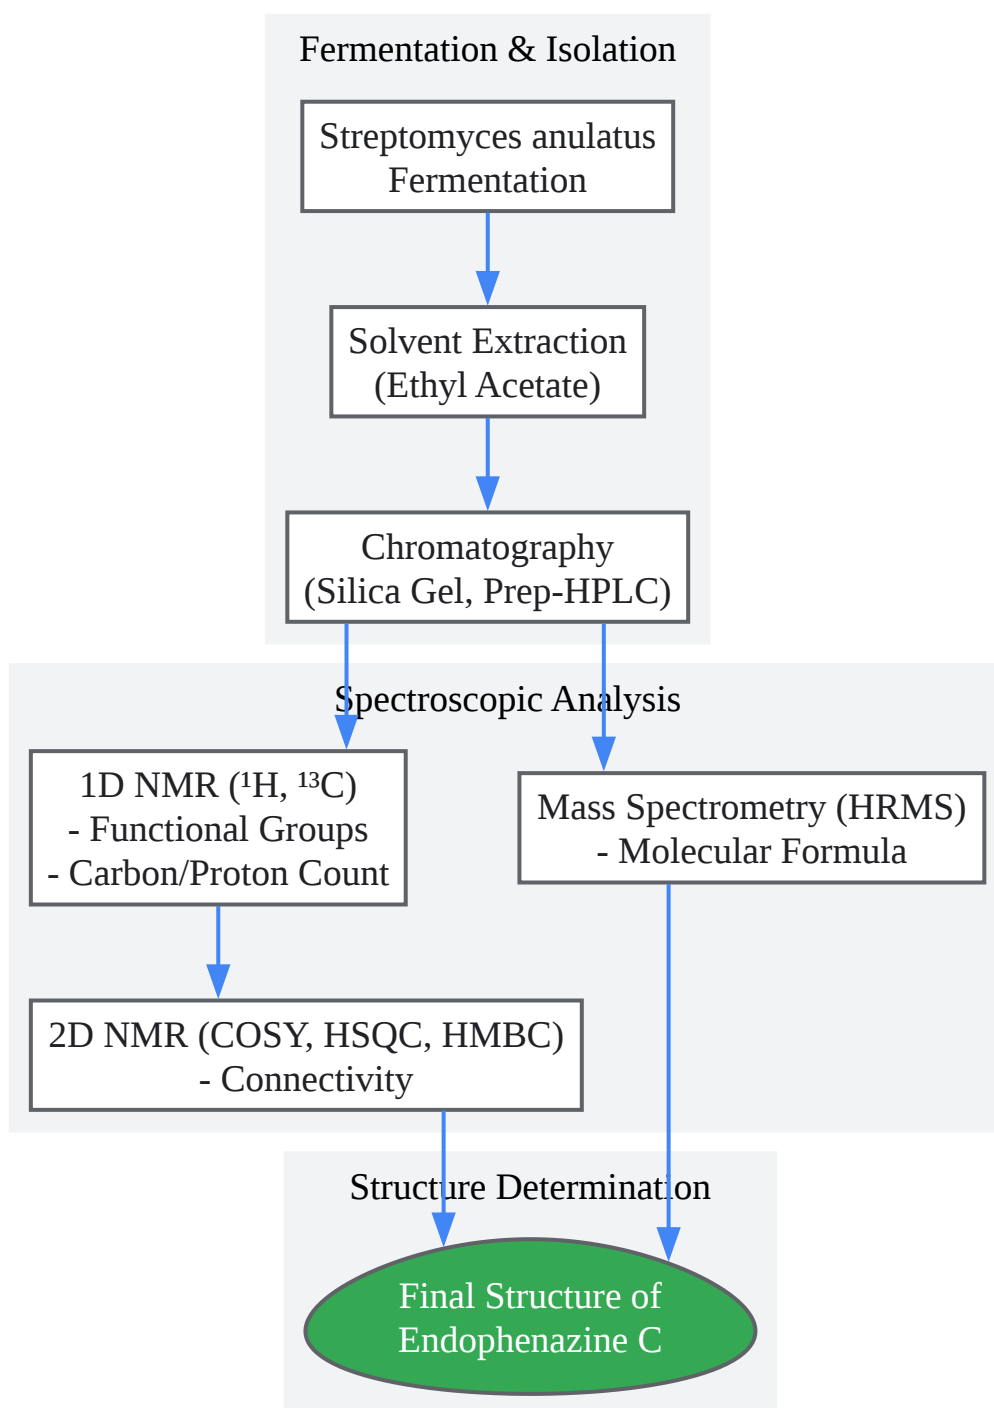 Fermentation & Isolation
Streptomyces anulatus
Fermentation
Solvent Extraction
(Ethyl Acetate)
Chromatography
(Silica Gel, Prep-HPLC)
Spectroscopic Analysis
1D NMR (¹H, ¹³C)
- Functional Groups
- Carbon/Proton Count
Mass Spectrometry (HRMS)
- Molecular Formula
2D NMR (COSY, HSQC, HMBC)
- Connectivity
Structure Determination
Final Structure of
Endophenazine C